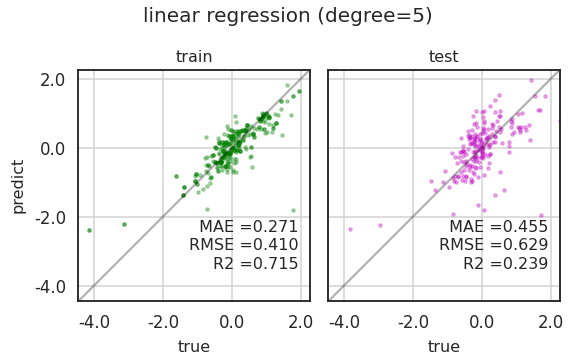 linear regression (degree=5)
train
test
predict
2.0
0.0
-2.0
-4.0
MAE =0.271
RMSE =0.410
R2 =0.715
MAE =0.455
RMSE =0.629
R2 =0.239
-4.0 -2.0 0.0 2.0
-4.0 -2.0 0.0 2.0
true
true